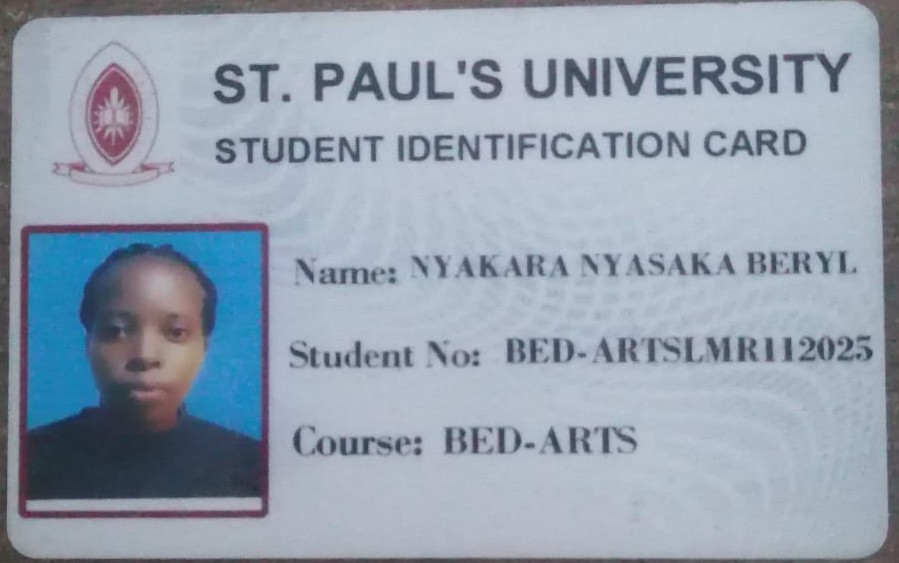 ST. PAUL'S UNIVERSITY
STUDENT IDENTIFICATION CARD
Name: NYAKARA NYASAKA BERYL
Student No: BED-ARTSLMR112025
Course: BED-ARTS